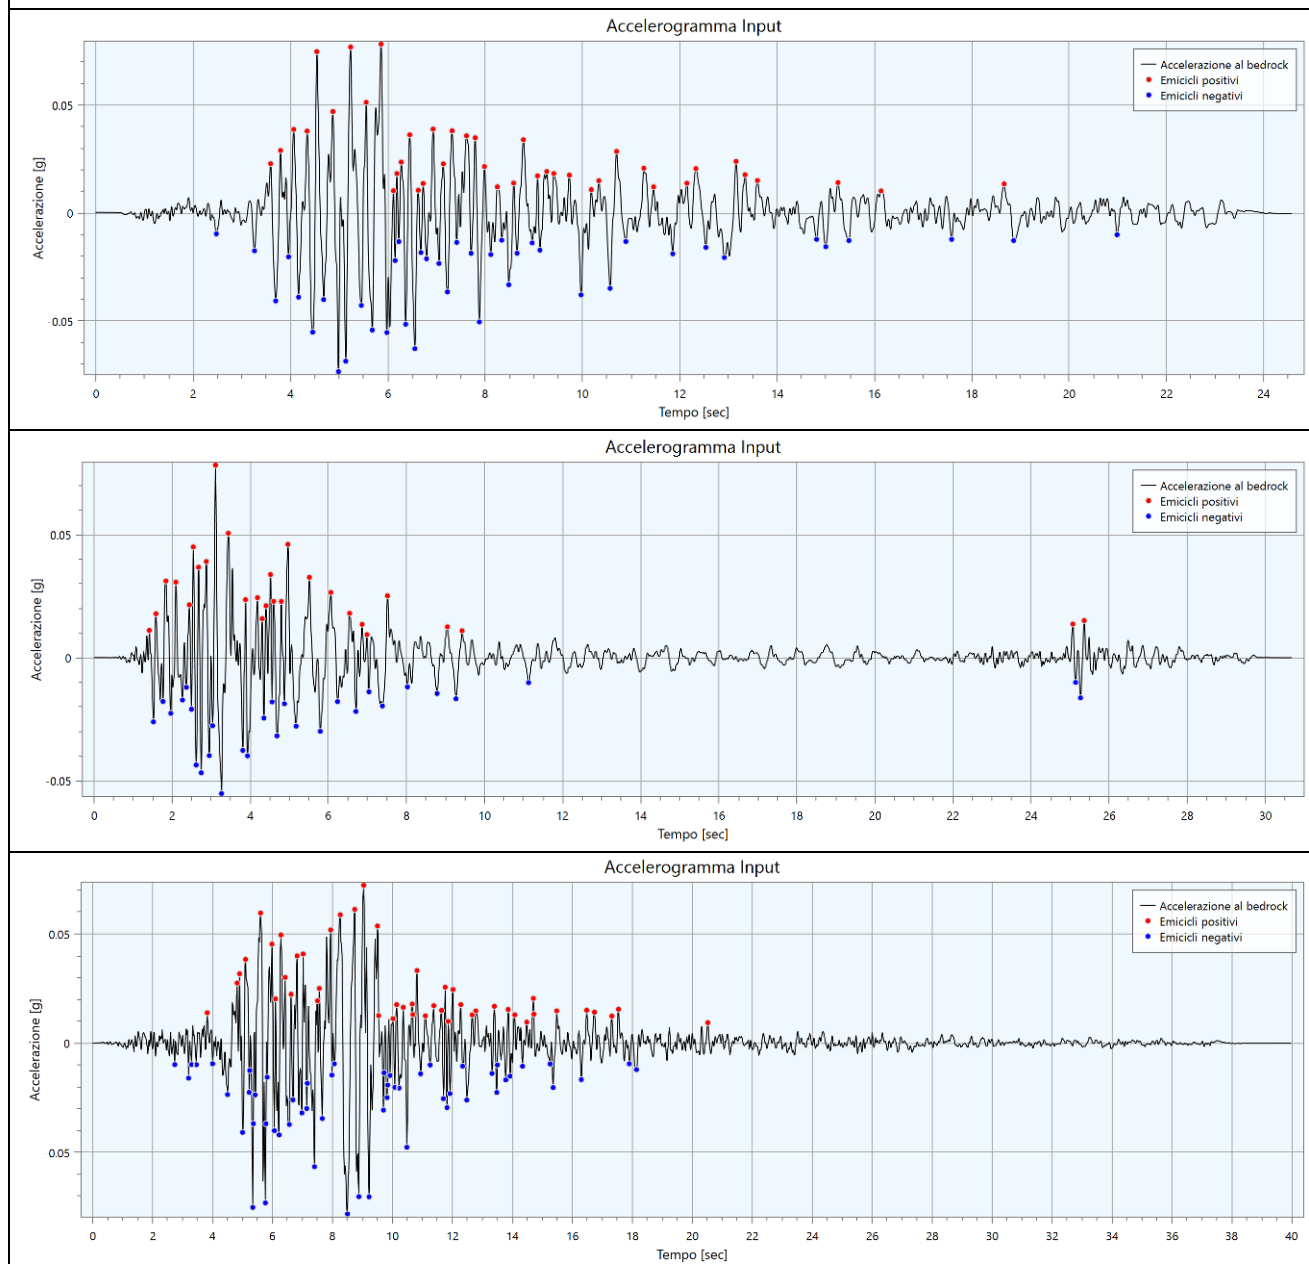 Accelerogramma Input
Accelerazione al bedrock
Emicicli positivi
Emicicli negativi
Accelerazione [g]
0.05
0
0.05
0 2 4 6 8 10 12 14 16 18 20 22 24
Tempo [sec]
Accelerogramma Input
Accelerazione al bedrock
Emicicli positivi
Emicicli negativi
Accelerazione [g]
0.05
0
-0.05
0 2 4 6 8 10 12 14 16 18 20 22 24 26 28 30
Tempo [sec]
Accelerogramma Input
Accelerazione al bedrock
Emicicli positivi
Emicicli negativi
Accelerazione [g]
0.05
0
0.05
0 2 4 6 8 10 12 14 16 18 20 22 24 26 28 30 32 34 36 38 40
Tempo [sec]